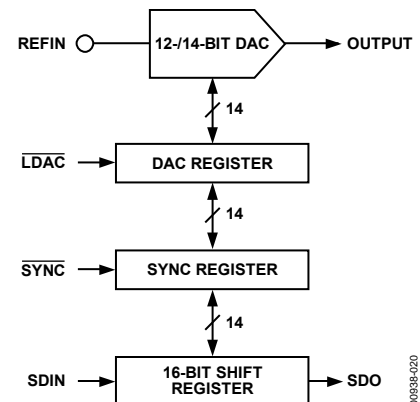 REFIN
12-/14-BIT DAC
OUTPUT
14
LDAC
DAC REGISTER
14
SYNC
SYNC REGISTER
14
SDIN
16-BIT SHIFT
REGISTER
SDO
00938-020